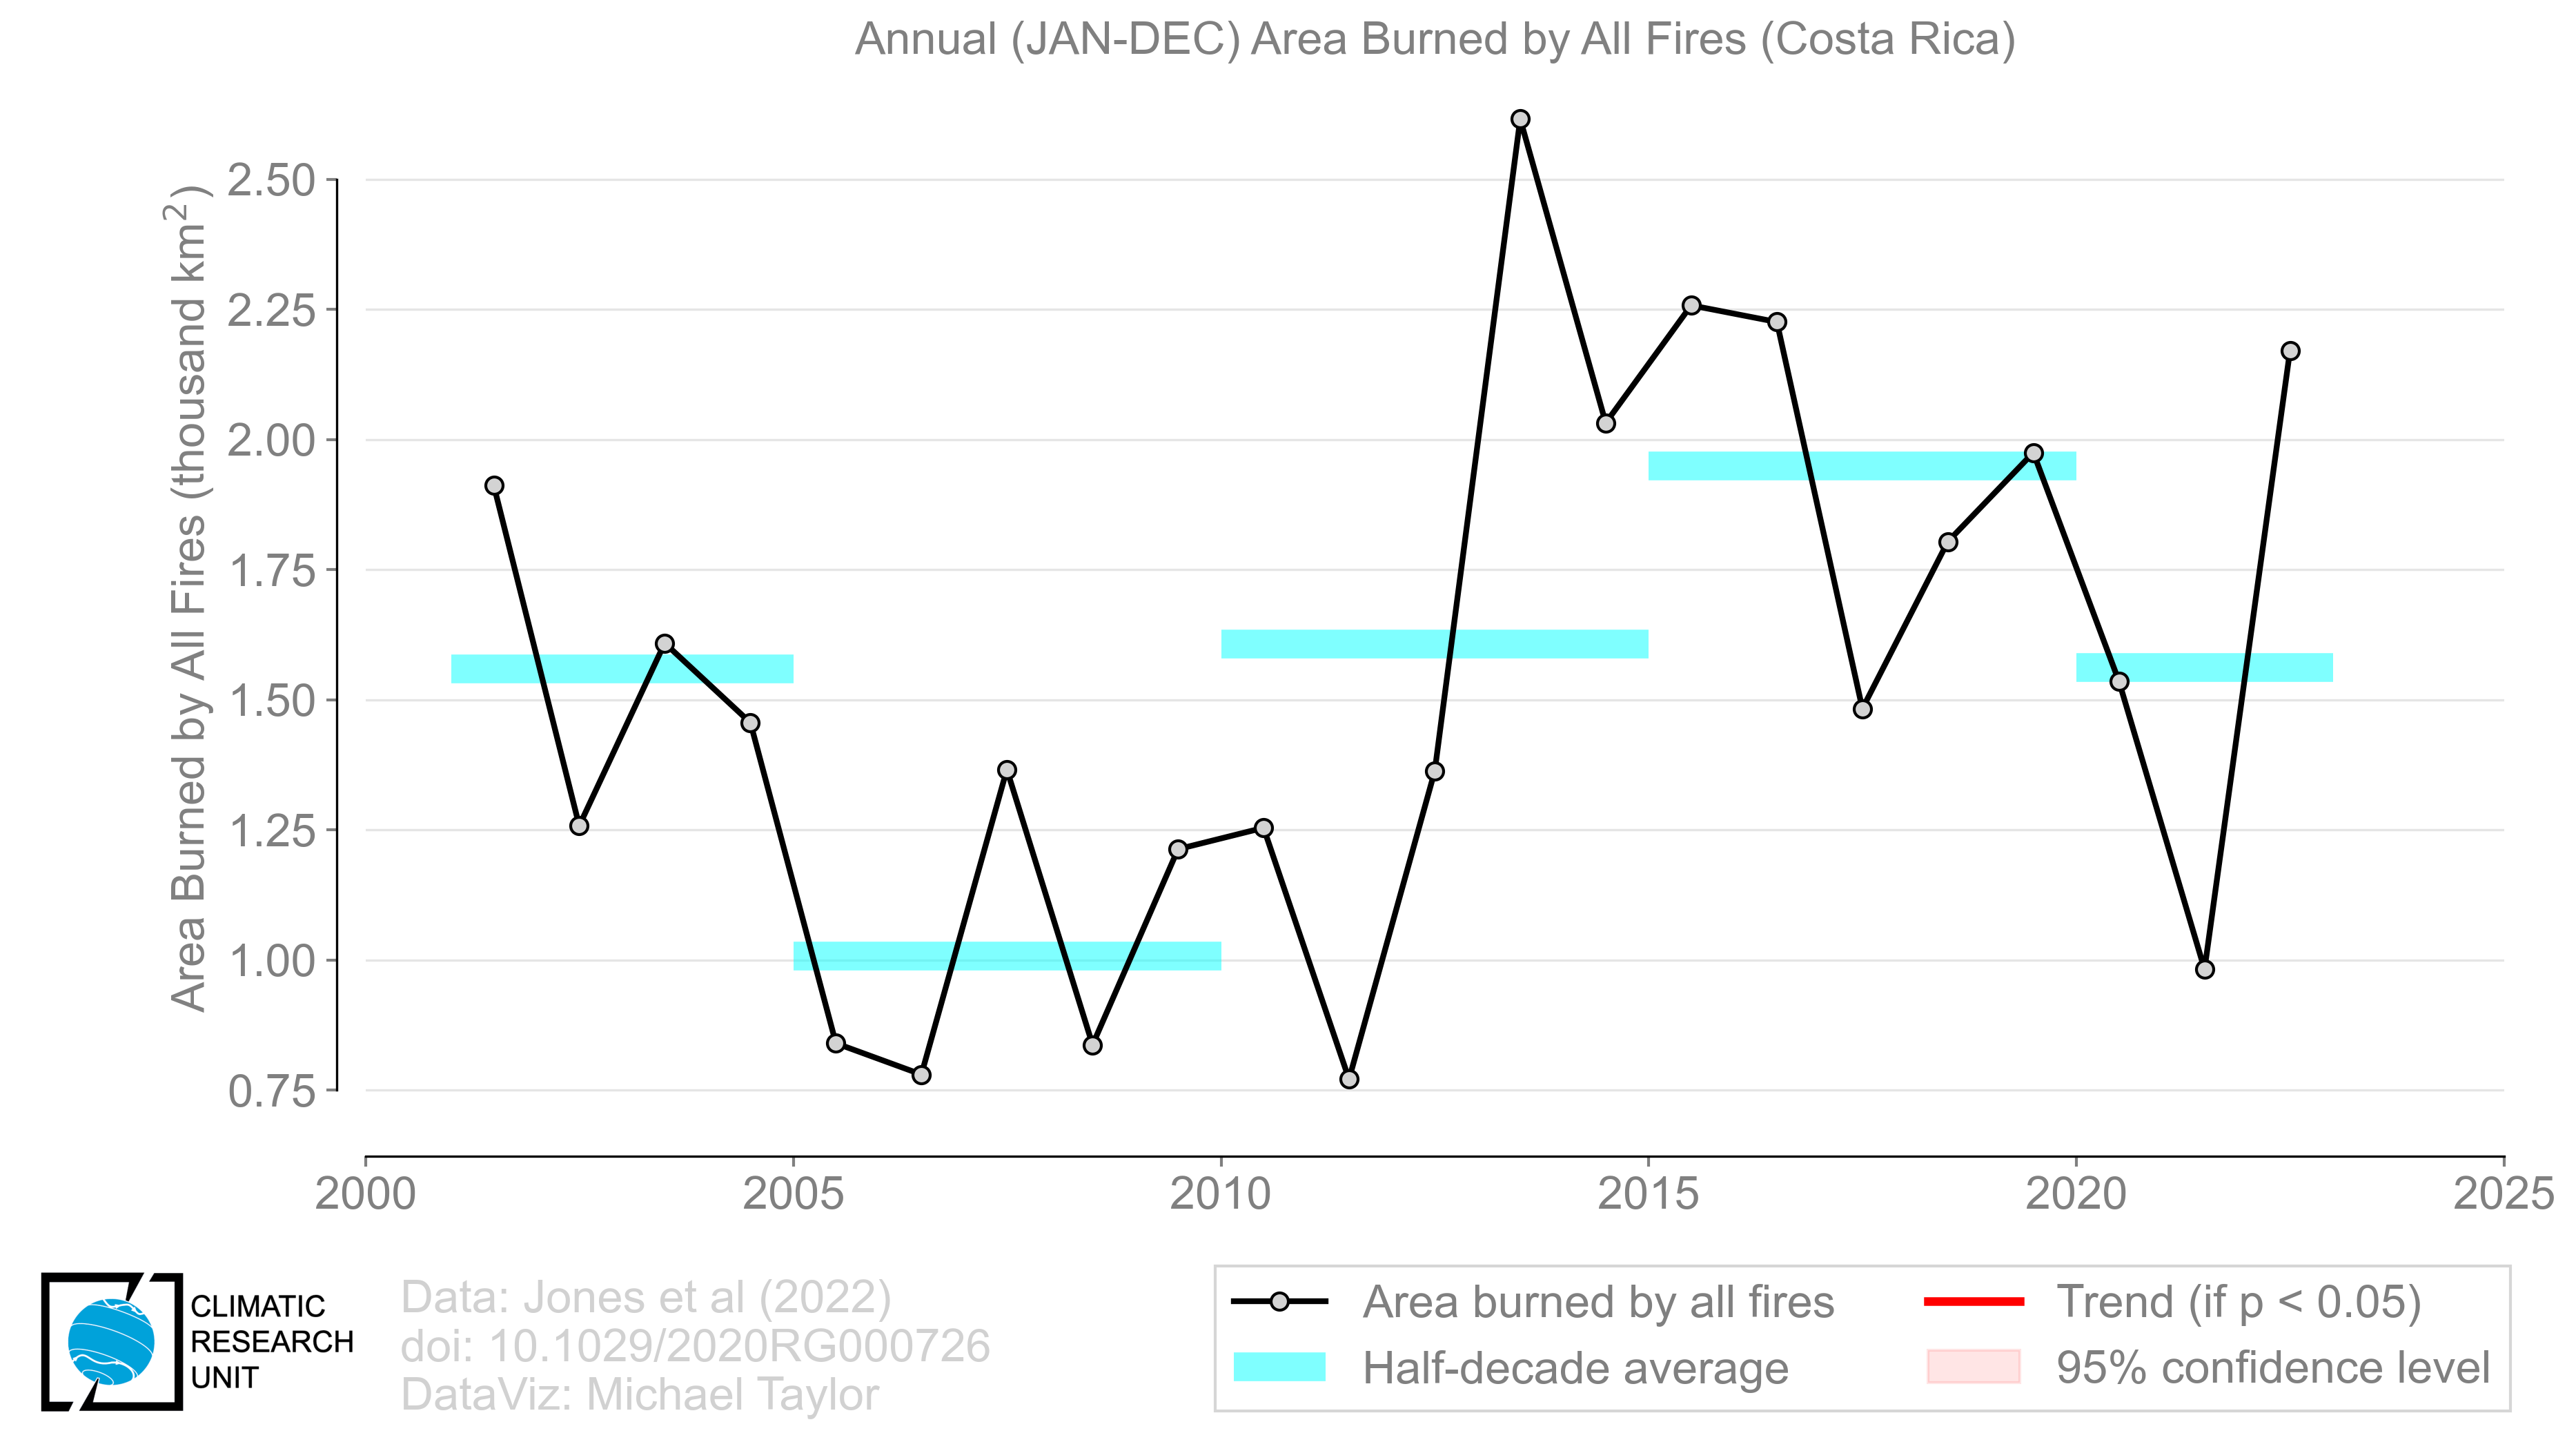 Annual (JAN-DEC) Area Burned by All Fires (Costa Rica)
Area Burned by All Fires (thousand km²)
2.50
2.25
2.00
1.75
1.50
1.25
1.00
0.75
2000 2005 2010 2015 2020 2025
CLIMATIC
RESEARCH
UNIT
Data: Jones et al (2022)
doi: 10.1029/2020RG000726
DataViz: Michael Taylor
Area burned by all fires
Half-decade average
Trend (if p < 0.05)
95% confidence level